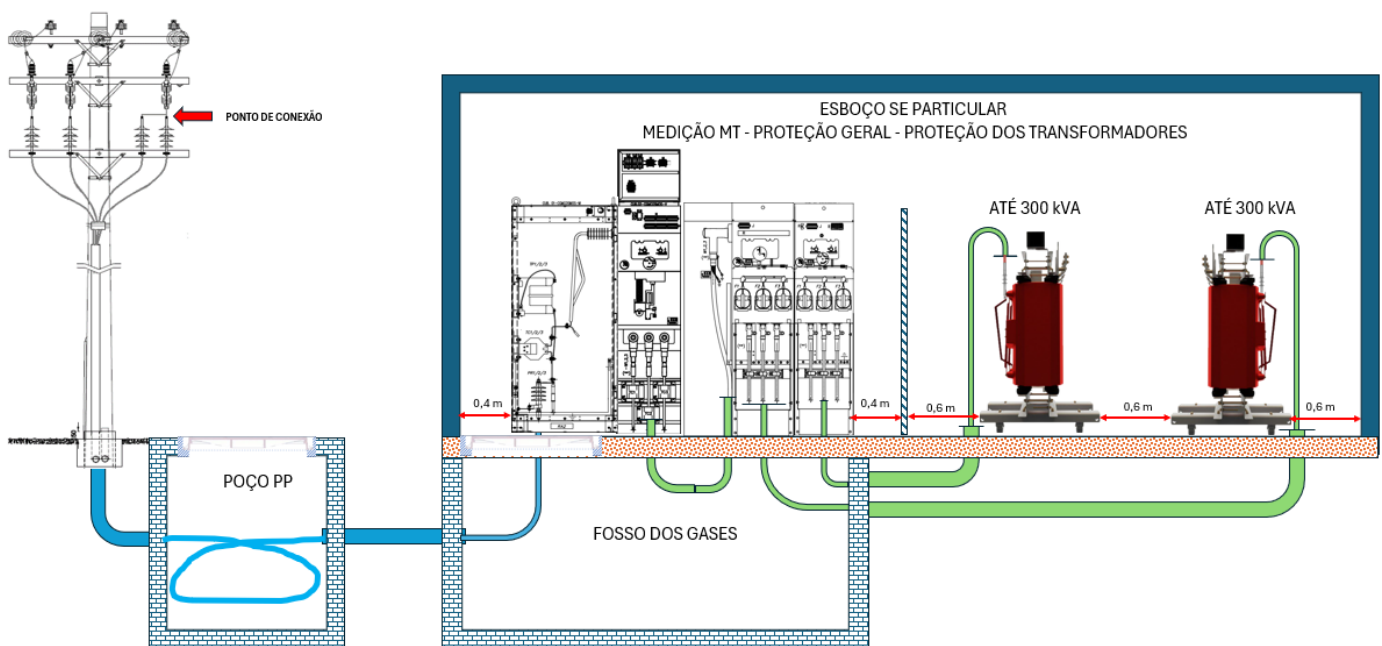 PONTO DE CONEXÃO
ESBOÇO SE PARTICULAR
MEDIÇÃO MT - PROTEÇÃO GERAL - PROTEÇÃO DOS TRANSFORMADORES
ATÉ 300 kVA
ATÉ 300 kVA
0,4 m
0,4 m
0,6 m
0,6 m
0,6 m
POÇO PP
FOSSO DOS GASES